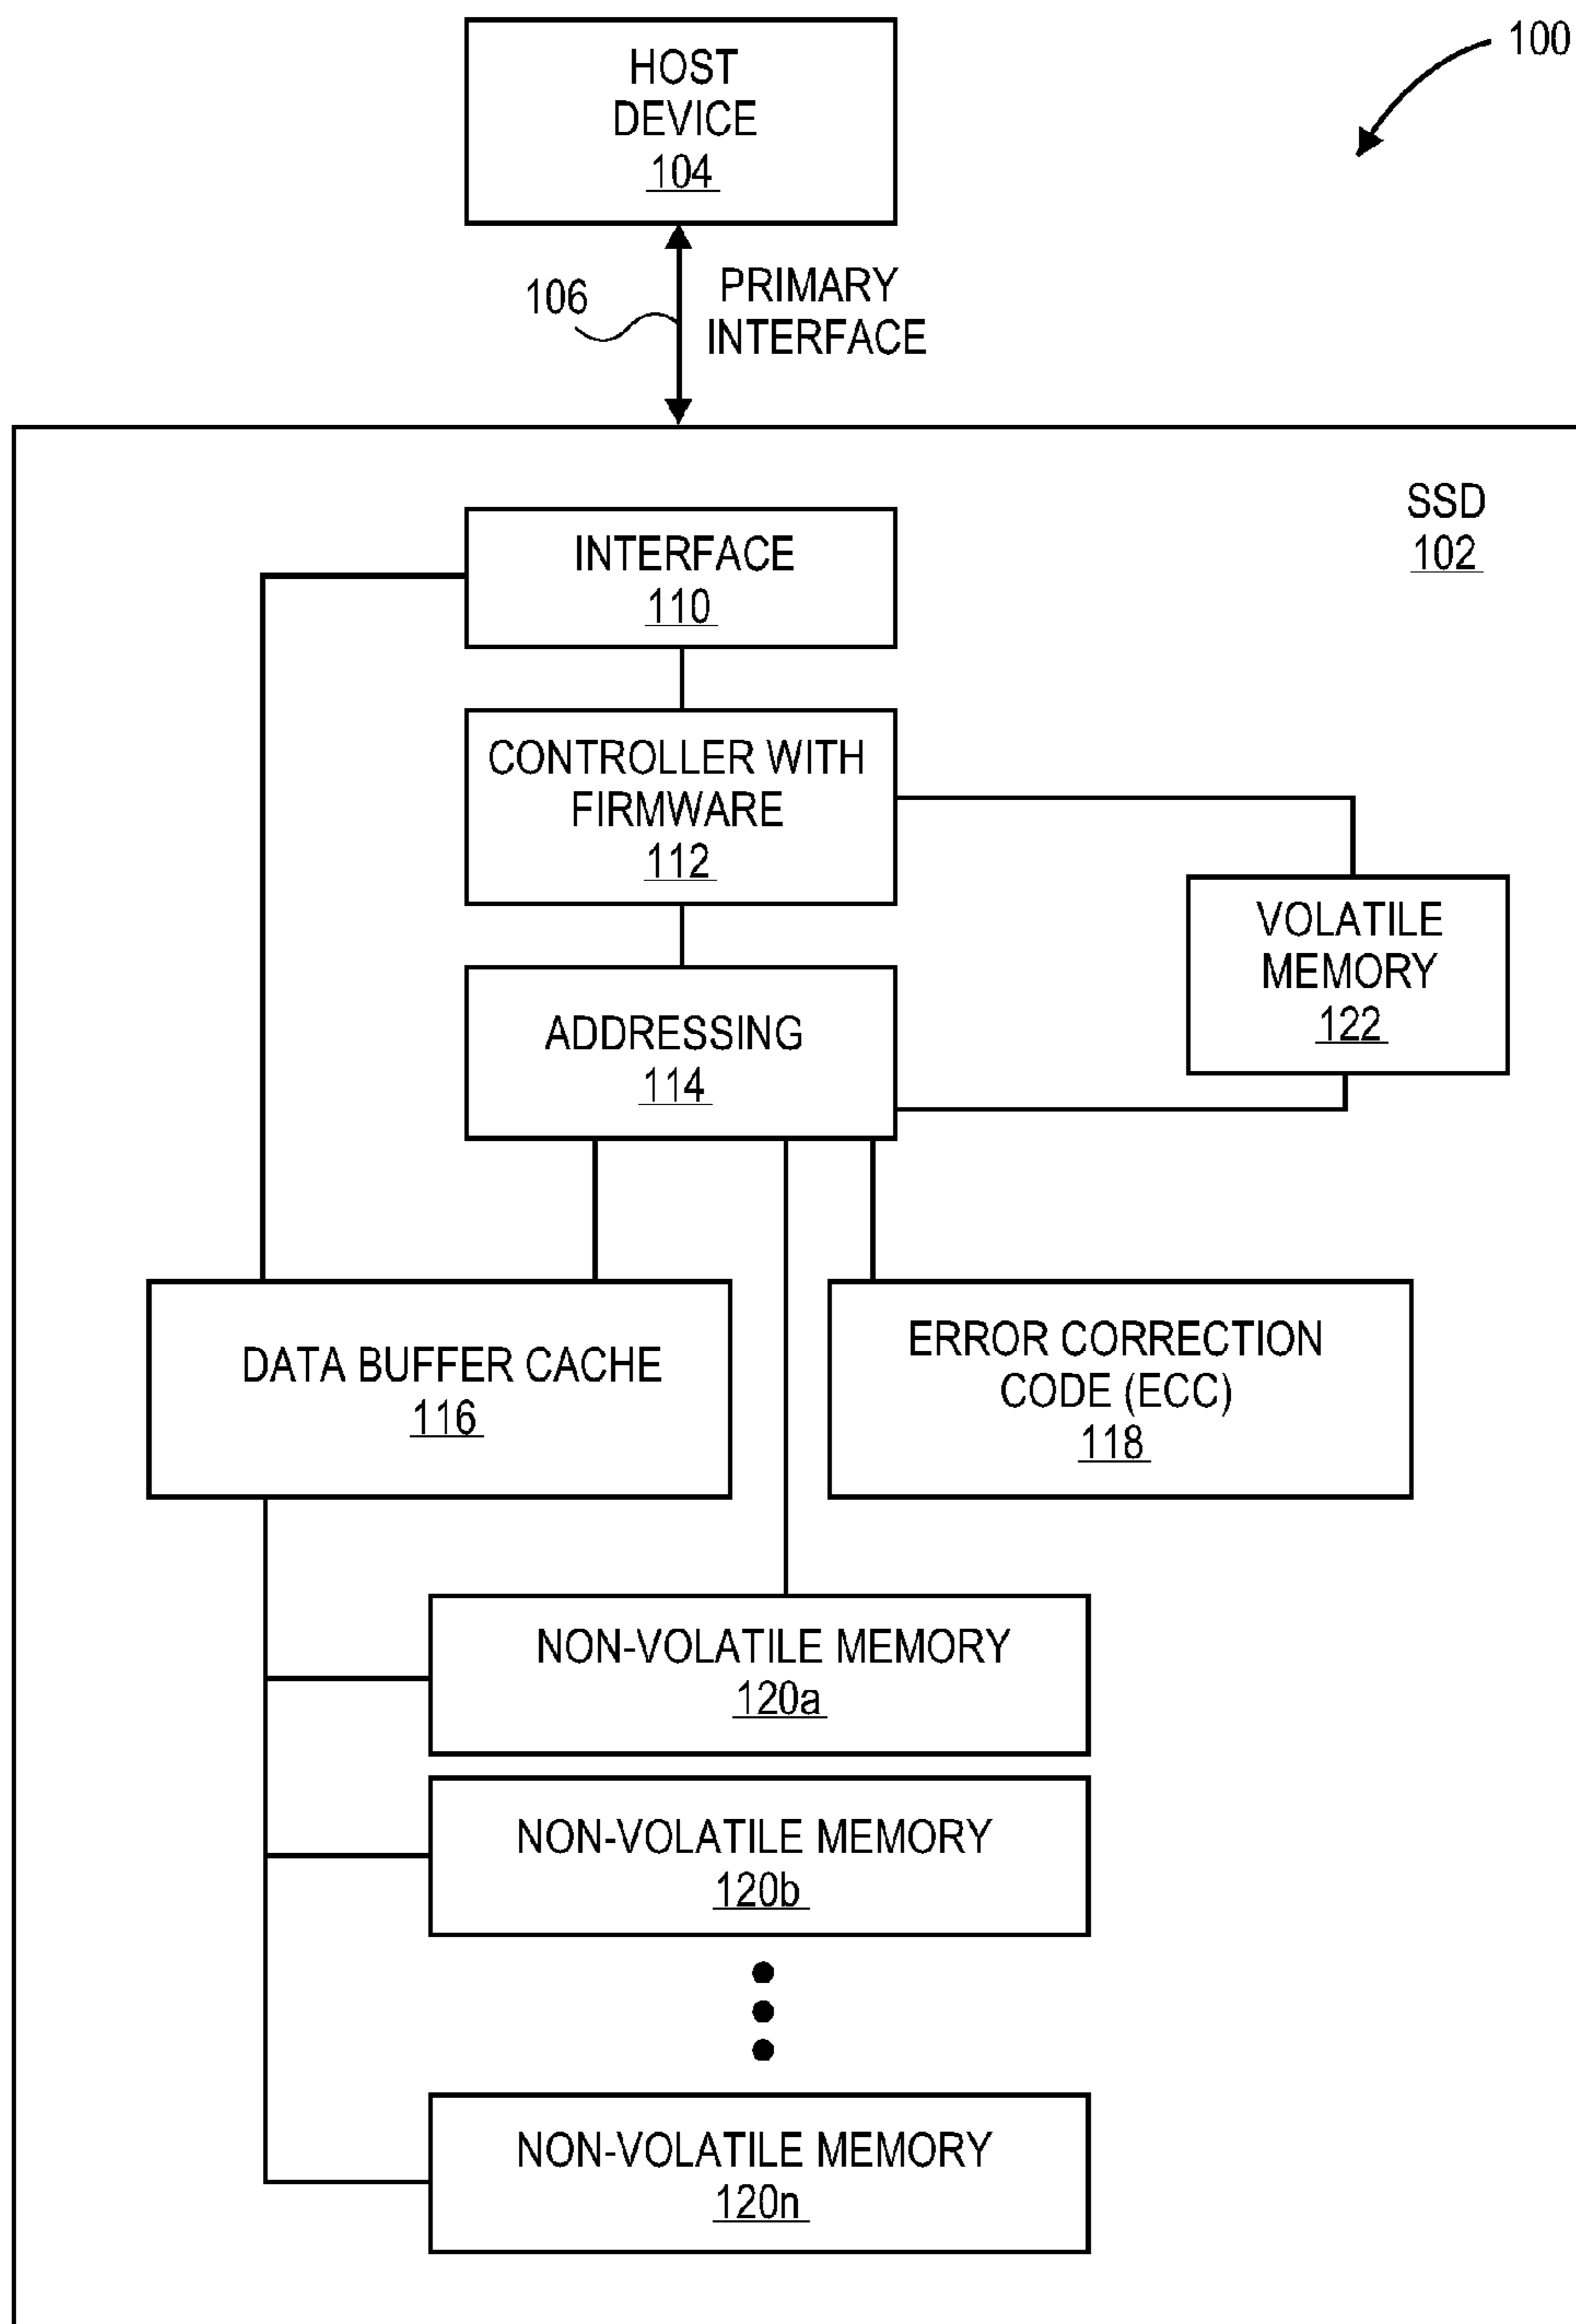 100
HOST
DEVICE
104
106
PRIMARY
INTERFACE
SSD
102
INTERFACE
110
CONTROLLER WITH
FIRMWARE
112
VOLATILE
MEMORY
122
ADDRESSING
114
DATA BUFFER CACHE
116
ERROR CORRECTION
CODE (ECC)
118
NON-VOLATILE MEMORY
120a
NON-VOLATILE MEMORY
120b
NON-VOLATILE MEMORY
120n